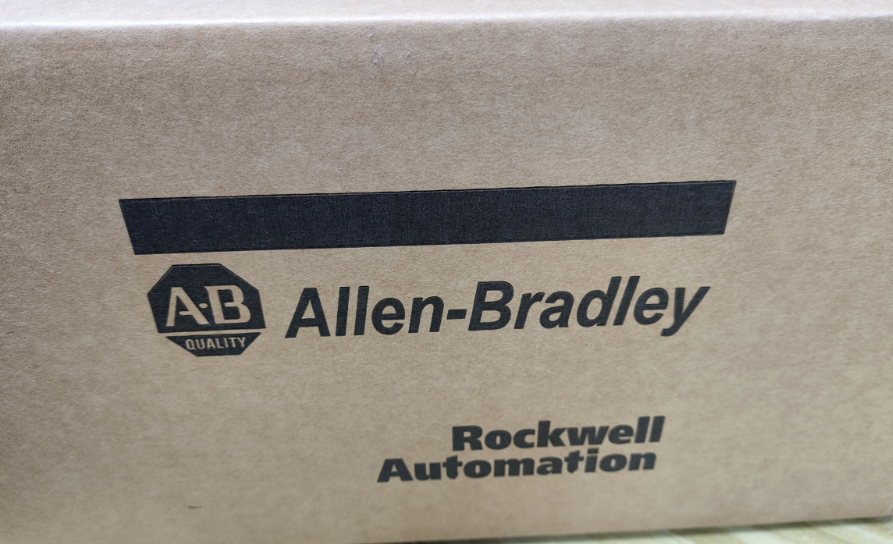 A·B
QUALITY
Allen-Bradley
Rockwell
Automation